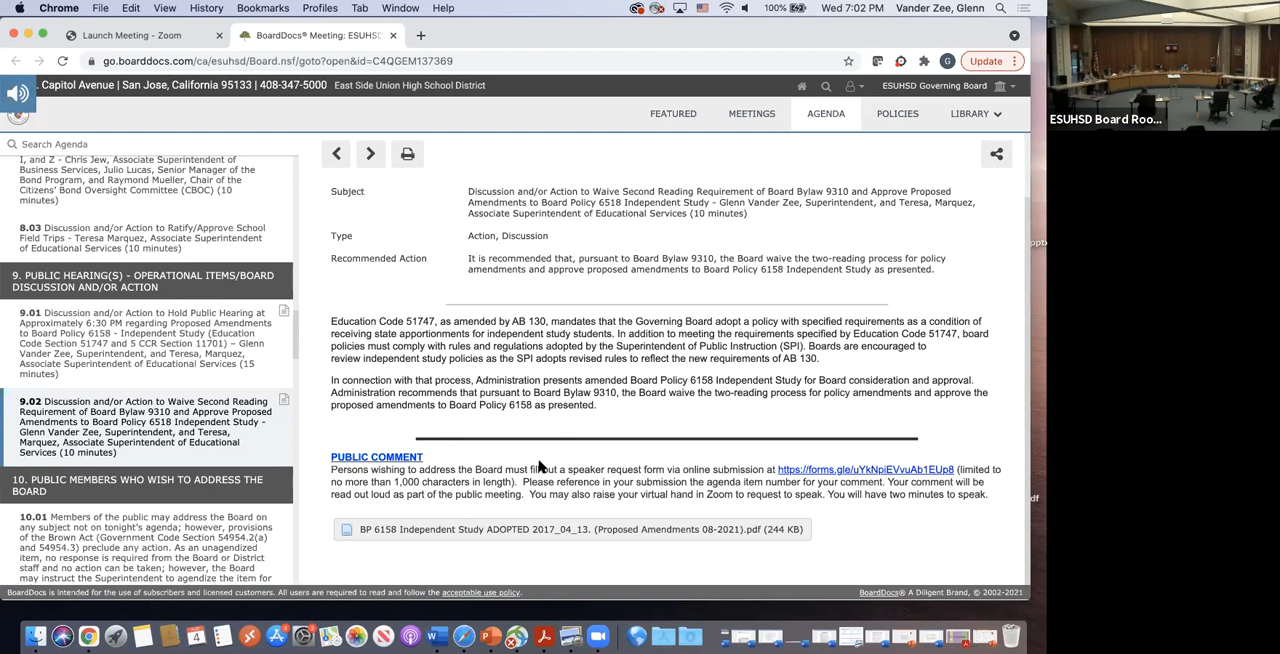 Chrome File Edit View History Bookmarks Profiles Tab Window Help 100% Wed 7:02 PM Vander Zee, Glenn
Launch Meeting - Zoom
BoardDocs® Meeting: ESUHSD
go.boarddocs.com/ca/esuhsd/Board.nsf/goto?open&id=C4QGEM137369
G
Update
. Capitol Avenue | San Jose, California 95133 | 408-347-5000 East Side Union High School District
ESUHSD Governing Board
FEATURED MEETINGS AGENDA POLICIES LIBRARY
ESUHSD Board Roo...
Search Agenda
I, and Z - Chris Jew, Associate Superintendent of
Business Services, Julio Lucas, Senior Manager of the
Bond Program, and Raymond Mueller, Chair of the
Citizens' Bond Oversight Committee (CBOC) (10
minutes)
8.03 Discussion and/or Action to Ratify/Approve School
Field Trips - Teresa Marquez, Associate Superintendent
of Educational Services (10 minutes)
9. PUBLIC HEARING(S) - OPERATIONAL ITEMS/BOARD
DISCUSSION AND/OR ACTION
9.01 Discussion and/or Action to Hold Public Hearing at
Approximately 6:30 PM regarding Proposed Amendments
to Board Policy 6158 - Independent Study (Education
Code Section 51747 and 5 CCR Section 11701) – Glenn
Vander Zee, Superintendent, and Teresa, Marquez,
Associate Superintendent of Educational Services (15
minutes)
9.02 Discussion and/or Action to Waive Second Reading
Requirement of Board Bylaw 9310 and Approve Proposed
Amendments to Board Policy 6518 Independent Study -
Glenn Vander Zee, Superintendent, and Teresa,
Marquez, Associate Superintendent of Educational
Services (10 minutes)
10. PUBLIC MEMBERS WHO WISH TO ADDRESS THE
BOARD
10.01 Members of the public may address the Board on
any subject not on tonight's agenda; however, provisions
of the Brown Act (Government Code Section 54954.2(a)
and 54954.3) preclude any action. As an unagendized
item, no response is required from the Board or District
staff and no action can be taken; however, the Board
may instruct the Superintendent to agendize the item for
Subject
Discussion and/or Action to Waive Second Reading Requirement of Board Bylaw 9310 and Approve Proposed
Amendments to Board Policy 6518 Independent Study - Glenn Vander Zee, Superintendent, and Teresa, Marquez,
Associate Superintendent of Educational Services (10 minutes)
Type
Action, Discussion
Recommended Action
It is recommended that, pursuant to Board Bylaw 9310, the Board waive the two-reading process for policy
amendments and approve proposed amendments to Board Policy 6158 Independent Study as presented.
Education Code 51747, as amended by AB 130, mandates that the Governing Board adopt a policy with specified requirements as a condition of
receiving state apportionments for independent study students. In addition to meeting the requirements specified by Education Code 51747, board
policies must comply with rules and regulations adopted by the Superintendent of Public Instruction (SPI). Boards are encouraged to
review independent study policies as the SPI adopts revised rules to reflect the new requirements of AB 130.
In connection with that process, Administration presents amended Board Policy 6158 Independent Study for Board consideration and approval.
Administration recommends that pursuant to Board Bylaw 9310, the Board waive the two-reading process for policy amendments and approve the
proposed amendments to Board Policy 6158 as presented.
PUBLIC COMMENT
Persons wishing to address the Board must fill out a speaker request form via online submission at https://forms.gle/uYkNpiEVvuAb1EUp8 (limited to
no more than 1,000 characters in length). Please reference in your submission the agenda item number for your comment. Your comment will be
read out loud as part of the public meeting. You may also raise your virtual hand in Zoom to request to speak. You will have two minutes to speak.
BP 6158 Independent Study ADOPTED 2017_04_13. (Proposed Amendments 08-2021).pdf (244 KB)
BoardDocs is intended for the use of subscribers and licensed customers. All users are required to read and follow the acceptable use policy.
BoardDocs® A Diligent Brand, © 2002-2021
df